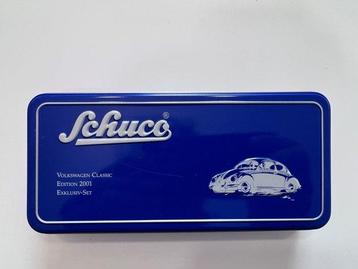 Schuco®
VOLKSWAGEN CLASSIC
EDITION 2001
EXKLUSIV-SET